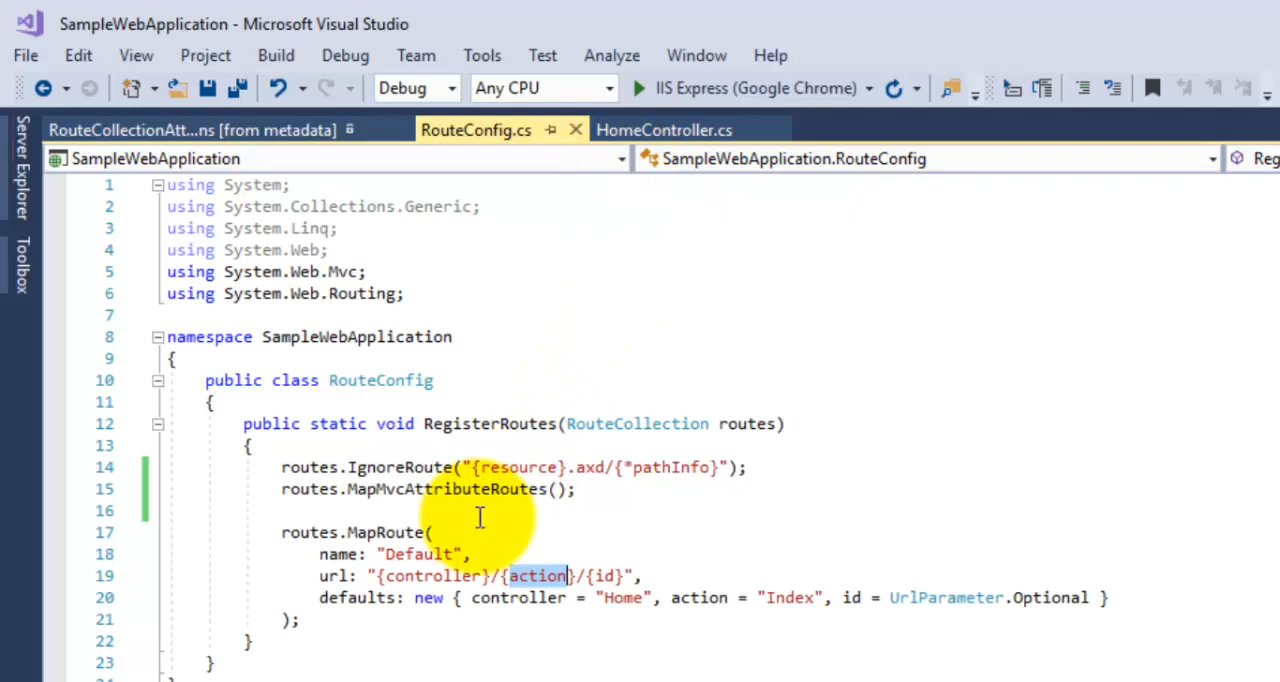 SampleWebApplication - Microsoft Visual Studio
File Edit View Project Build Debug Team Tools Test Analyze Window Help
Debug Any CPU IIS Express (Google Chrome)
Server Explorer
Toolbox
RouteCollectionAtt...ns [from metadata] RouteConfig.cs HomeController.cs
SampleWebApplication SampleWebApplication.RouteConfig Reg
1 using System;
2 using System.Collections.Generic;
3 using System.Linq;
4 using System.Web;
5 using System.Web.Mvc;
6 using System.Web.Routing;
7
8 namespace SampleWebApplication
9 {
10 public class RouteConfig
11 {
12 public static void RegisterRoutes(RouteCollection routes)
13 {
14 routes.IgnoreRoute("{resource}.axd/{*pathInfo}");
15 routes.MapMvcAttributeRoutes();
16
17 routes.MapRoute(
18 name: "Default",
19 url: "{controller}/{action}/{id}",
20 defaults: new { controller = "Home", action = "Index", id = UrlParameter.Optional }
21 );
22 }
23 }